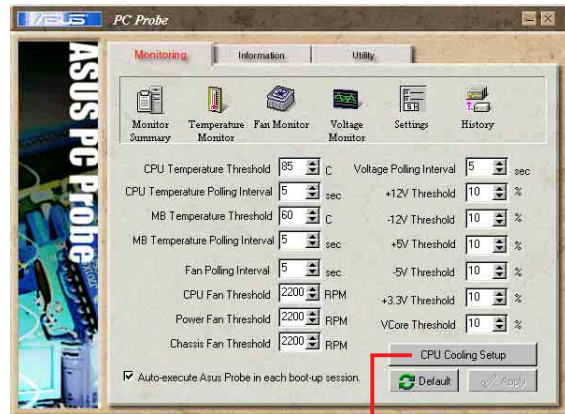 ASUS
PC Probe
ASUS PC Probe
Monitoring
Information
Utility
Monitor Summary
Temperature Monitor
Fan Monitor
Voltage Monitor
Settings
History
CPU Temperature Threshold 85 C
CPU Temperature Polling Interval 5 sec
MB Temperature Threshold 60 C
MB Temperature Polling Interval 5 sec
Fan Polling Interval 5 sec
CPU Fan Threshold 2200 RPM
Power Fan Threshold 2200 RPM
Chassis Fan Threshold 2200 RPM
Voltage Polling Interval 5 sec
+12V Threshold 10 %
-12V Threshold 10 %
+5V Threshold 10 %
-5V Threshold 10 %
+3.3V Threshold 10 %
VCore Threshold 10 %
CPU Cooling Setup
Auto-execute Asus Probe in each boot-up session.
Default
Apply